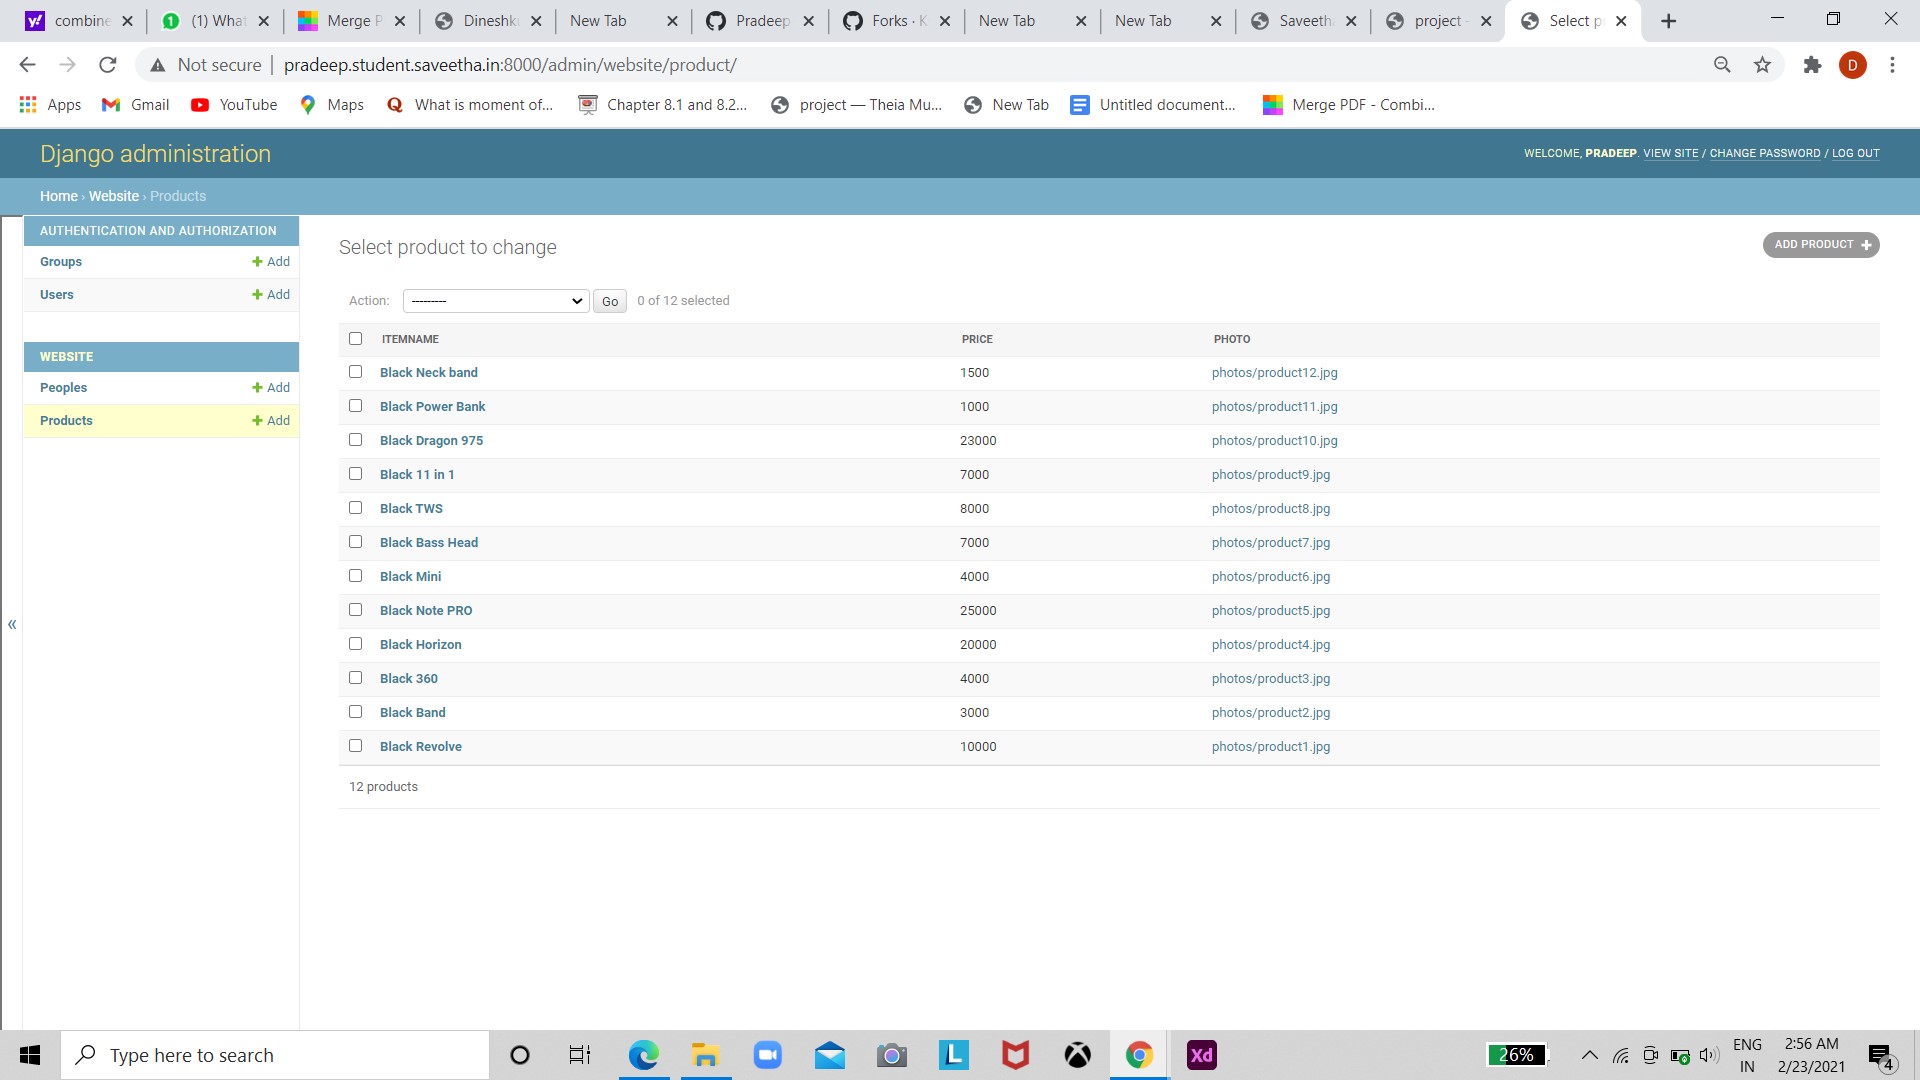 combine
(1) What
Merge P
Dineshk
New Tab
Pradeep
Forks · K
New Tab
New Tab
Saveeth
project -
Select p
Not secure | pradeep.student.saveetha.in:8000/admin/website/product/
D
Apps
Gmail
YouTube
Maps
What is moment of...
Chapter 8.1 and 8.2...
project — Theia Mu...
New Tab
Untitled document...
Merge PDF - Combi...
Django administration
WELCOME, PRADEEP. VIEW SITE / CHANGE PASSWORD / LOG OUT
Home › Website › Products
AUTHENTICATION AND AUTHORIZATION
Groups + Add
Users + Add
WEBSITE
Peoples + Add
Products + Add
«
Select product to change
ADD PRODUCT +
Action: --------- Go 0 of 12 selected
ITEMNAME PRICE PHOTO
Black Neck band 1500 photos/product12.jpg
Black Power Bank 1000 photos/product11.jpg
Black Dragon 975 23000 photos/product10.jpg
Black 11 in 1 7000 photos/product9.jpg
Black TWS 8000 photos/product8.jpg
Black Bass Head 7000 photos/product7.jpg
Black Mini 4000 photos/product6.jpg
Black Note PRO 25000 photos/product5.jpg
Black Horizon 20000 photos/product4.jpg
Black 360 4000 photos/product3.jpg
Black Band 3000 photos/product2.jpg
Black Revolve 10000 photos/product1.jpg
12 products
Type here to search
L
Xd
26%
ENG
IN
2:56 AM
2/23/2021
4